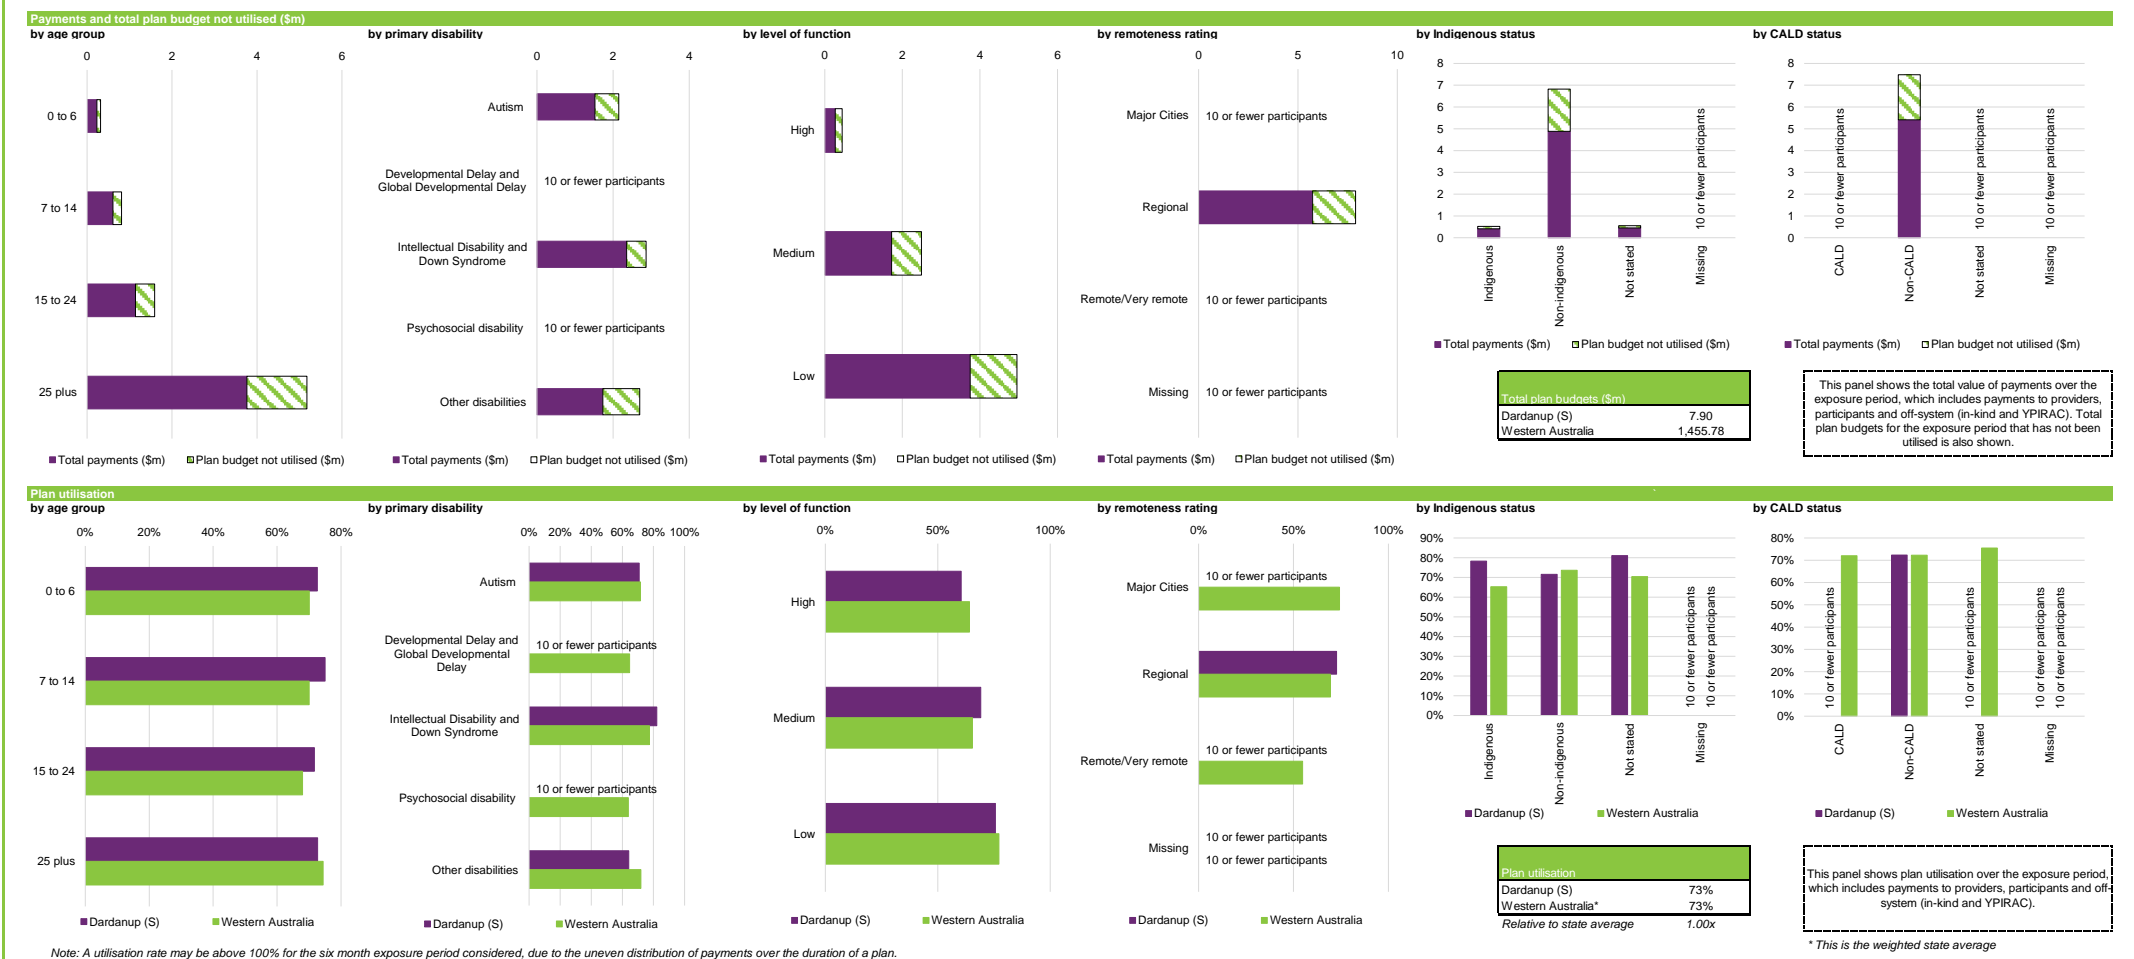 Payments and total plan budget not utilised ($m)
by age group
0 2 4 6
0 to 6
7 to 14
15 to 24
25 plus
Total payments ($m) Plan budget not utilised ($m)
by primary disability
0 2 4
Autism
Developmental Delay and
Global Developmental Delay
10 or fewer participants
Intellectual Disability and
Down Syndrome
Psychosocial disability
10 or fewer participants
Other disabilities
Total payments ($m) Plan budget not utilised ($m)
by level of function
0 2 4 6
High
Medium
Low
Total payments ($m) Plan budget not utilised ($m)
by remoteness rating
0 5 10
Major Cities
10 or fewer participants
Regional
Remote/Very remote
10 or fewer participants
Missing
10 or fewer participants
Total payments ($m) Plan budget not utilised ($m)
by Indigenous status
8
7
6
5
4
3
2
1
0
10 or fewer participants
Indigenous
Non-indigenous
Not stated
Missing
Total payments ($m) Plan budget not utilised ($m)
Total plan budgets ($m)
Dardanup (S) 7.90
Western Australia 1,455.78
by CALD status
8
7
6
5
4
3
2
1
0
10 or fewer participants
10 or fewer participants
10 or fewer participants
CALD
Non-CALD
Not stated
Missing
Total payments ($m) Plan budget not utilised ($m)
This panel shows the total value of payments over the
exposure period, which includes payments to providers,
participants and off-system (in-kind and YPIRAC). Total
plan budgets for the exposure period that has not been
utilised is also shown.
Plan utilisation
by age group
0% 20% 40% 60% 80%
0 to 6
7 to 14
15 to 24
25 plus
Dardanup (S) Western Australia
by primary disability
0% 20% 40% 60% 80% 100%
Autism
Developmental Delay and
Global Developmental
Delay
10 or fewer participants
Intellectual Disability and
Down Syndrome
Psychosocial disability
10 or fewer participants
Other disabilities
Dardanup (S) Western Australia
by level of function
0% 50% 100%
High
Medium
Low
Dardanup (S) Western Australia
by remoteness rating
0% 50% 100%
Major Cities
10 or fewer participants
Regional
Remote/Very remote
10 or fewer participants
Missing
10 or fewer participants
10 or fewer participants
Dardanup (S) Western Australia
by Indigenous status
90%
80%
70%
60%
50%
40%
30%
20%
10%
0%
10 or fewer participants
10 or fewer participants
Indigenous
Non-indigenous
Not stated
Missing
Dardanup (S) Western Australia
Plan utilisation
Dardanup (S) 73%
Western Australia* 73%
Relative to state average 1.00x
by CALD status
80%
70%
60%
50%
40%
30%
20%
10%
0%
10 or fewer participants
10 or fewer participants
10 or fewer participants
10 or fewer participants
CALD
Non-CALD
Not stated
Missing
Dardanup (S) Western Australia
This panel shows plan utilisation over the exposure period,
which includes payments to providers, participants and off-
system (in-kind and YPIRAC).
* This is the weighted state average
Note: A utilisation rate may be above 100% for the six month exposure period considered, due to the uneven distribution of payments over the duration of a plan.